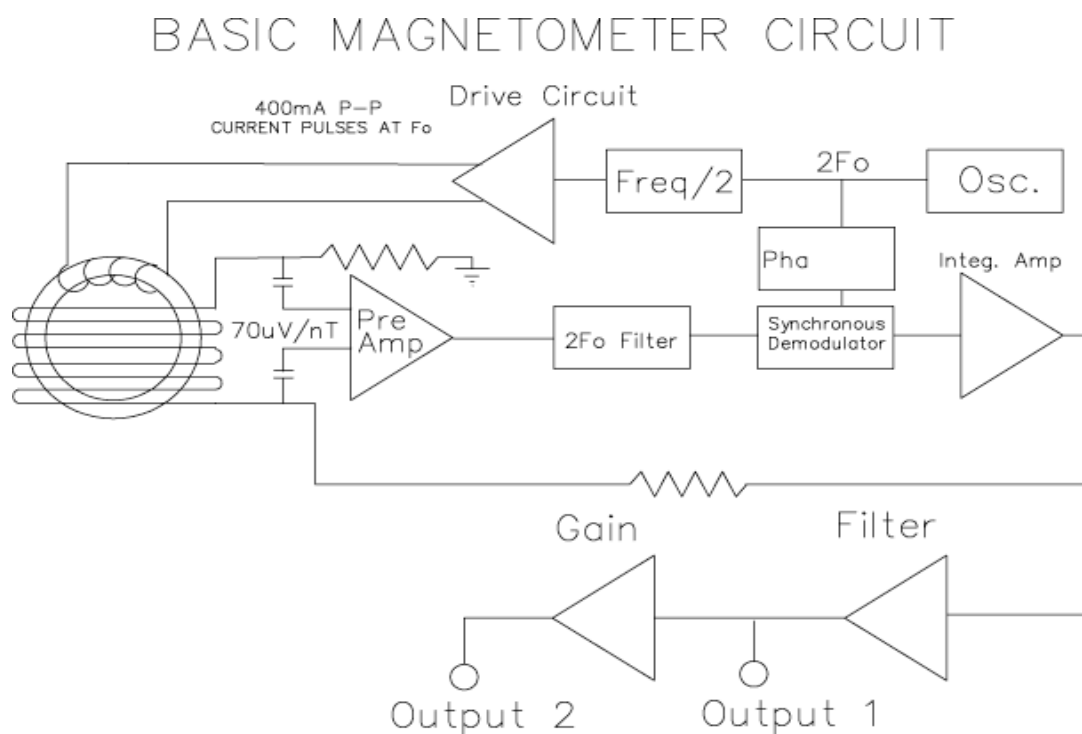 BASIC MAGNETOMETER CIRCUIT
Drive Circuit
400mA P-P
CURRENT PULSES AT Fo
Freq/2
2Fo
Osc.
Pha
Integ. Amp
70uV/nT
Pre
Amp
2Fo Filter
Synchronous
Demodulator
Gain
Filter
Output 2
Output 1